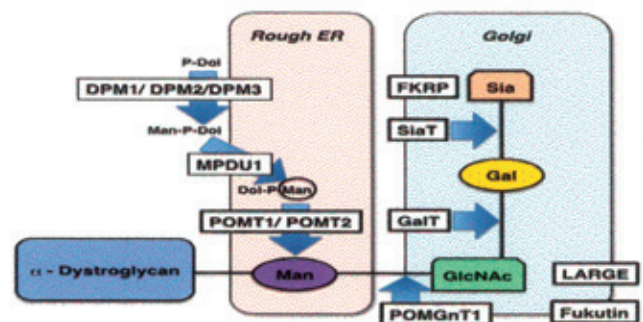 Rough ER
Golgi
P-Dol
DPM1/ DPM2/DPM3
Man-P-Dol
MPDU1
Dol-P-Man
POMT1/ POMT2
α - Dystroglycan
Man
FKRP
Sia
SiaT
Gal
GalT
GlcNAc
LARGE
POMGnT1
Fukutin